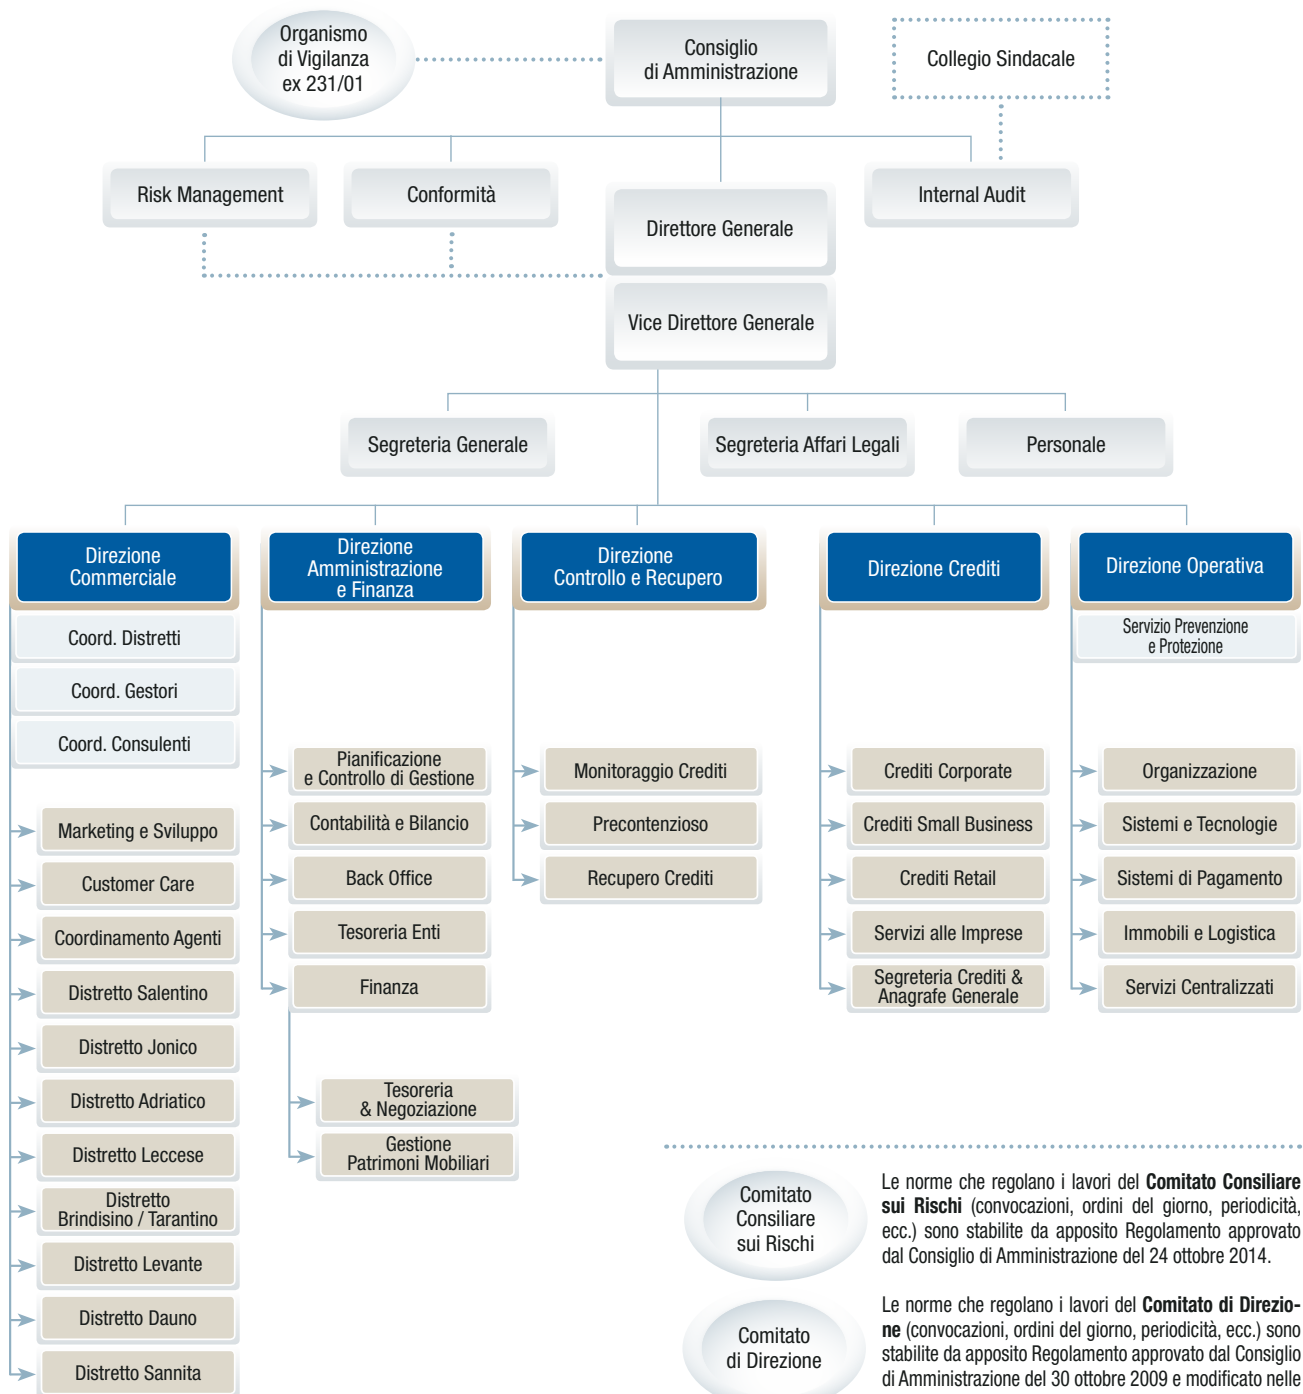 Organismo
di Vigilanza
ex 231/01
Consiglio
di Amministrazione
Collegio Sindacale
Risk Management
Conformità
Internal Audit
Direttore Generale
Vice Direttore Generale
Segreteria Generale
Segreteria Affari Legali
Personale
Direzione
Commerciale
Direzione
Amministrazione
e Finanza
Direzione
Controllo e Recupero
Direzione Crediti
Direzione Operativa
Coord. Distretti
Coord. Gestori
Coord. Consulenti
Servizio Prevenzione
e Protezione
Marketing e Sviluppo
Customer Care
Coordinamento Agenti
Distretto Salentino
Distretto Jonico
Distretto Adriatico
Distretto Leccese
Distretto
Brindisino / Tarantino
Distretto Levante
Distretto Dauno
Distretto Sannita
Pianificazione
e Controllo di Gestione
Contabilità e Bilancio
Back Office
Tesoreria Enti
Finanza
Tesoreria
& Negoziazione
Gestione
Patrimoni Mobiliari
Monitoraggio Crediti
Precontenzioso
Recupero Crediti
Crediti Corporate
Crediti Small Business
Crediti Retail
Servizi alle Imprese
Segreteria Crediti &
Anagrafe Generale
Organizzazione
Sistemi e Tecnologie
Sistemi di Pagamento
Immobili e Logistica
Servizi Centralizzati
Comitato
Consiliare
sui Rischi
Le norme che regolano i lavori del Comitato Consiliare
sui Rischi (convocazioni, ordini del giorno, periodicità,
ecc.) sono stabilite da apposito Regolamento approvato
dal Consiglio di Amministrazione del 24 ottobre 2014.
Comitato
di Direzione
Le norme che regolano i lavori del Comitato di Direzio-
ne (convocazioni, ordini del giorno, periodicità, ecc.) sono
stabilite da apposito Regolamento approvato dal Consiglio
di Amministrazione del 30 ottobre 2009 e modificato nelle